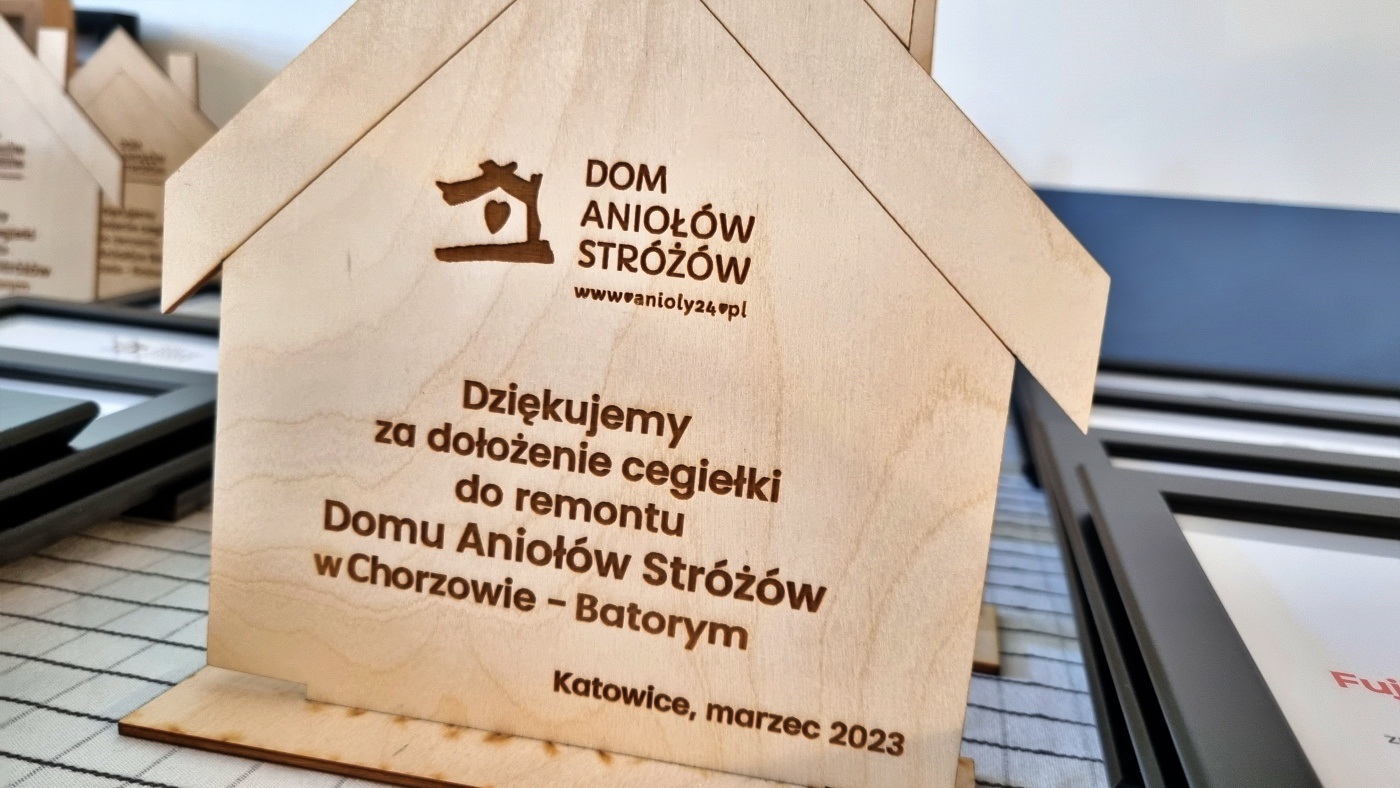 DOM
ANIOŁÓW
STRÓŻÓW
www♥anioly24♥pl
Dziękujemy
za dołożenie cegiełki
do remontu
Domu Aniołów Stróżów
w Chorzowie – Batorym
Katowice, marzec 2023